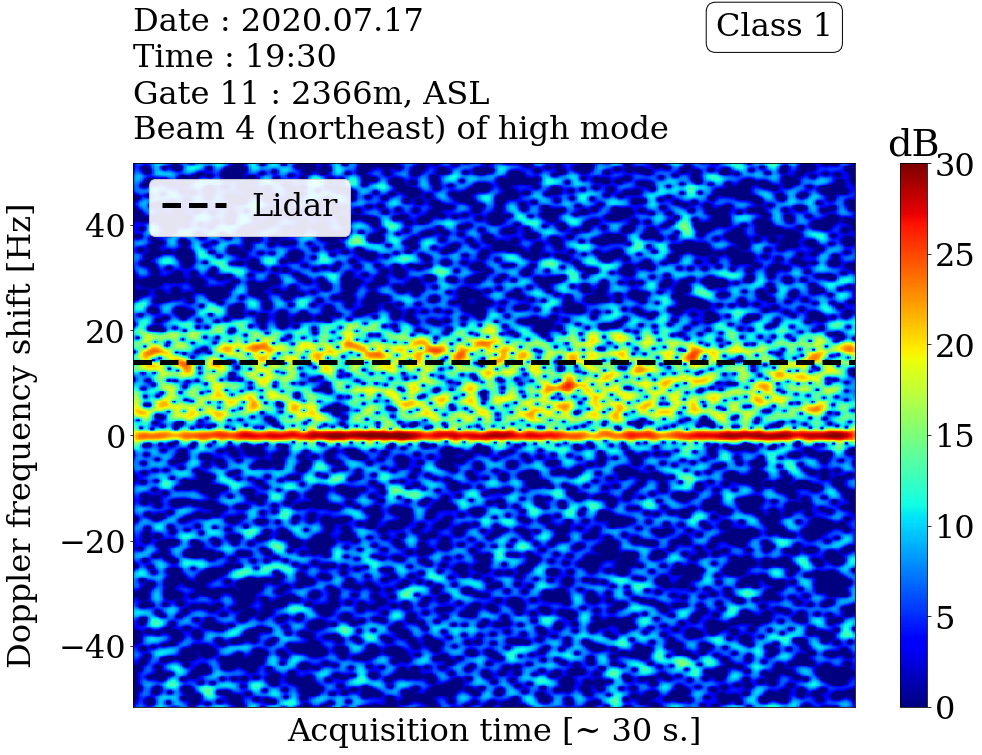 Date : 2020.07.17
Time : 19:30
Gate 11 : 2366m, ASL
Beam 4 (northeast) of high mode
Class 1
dB
Lidar
Doppler frequency shift [Hz]
40
20
0
−20
−40
Acquisition time [~ 30 s.]
30
25
20
15
10
5
0